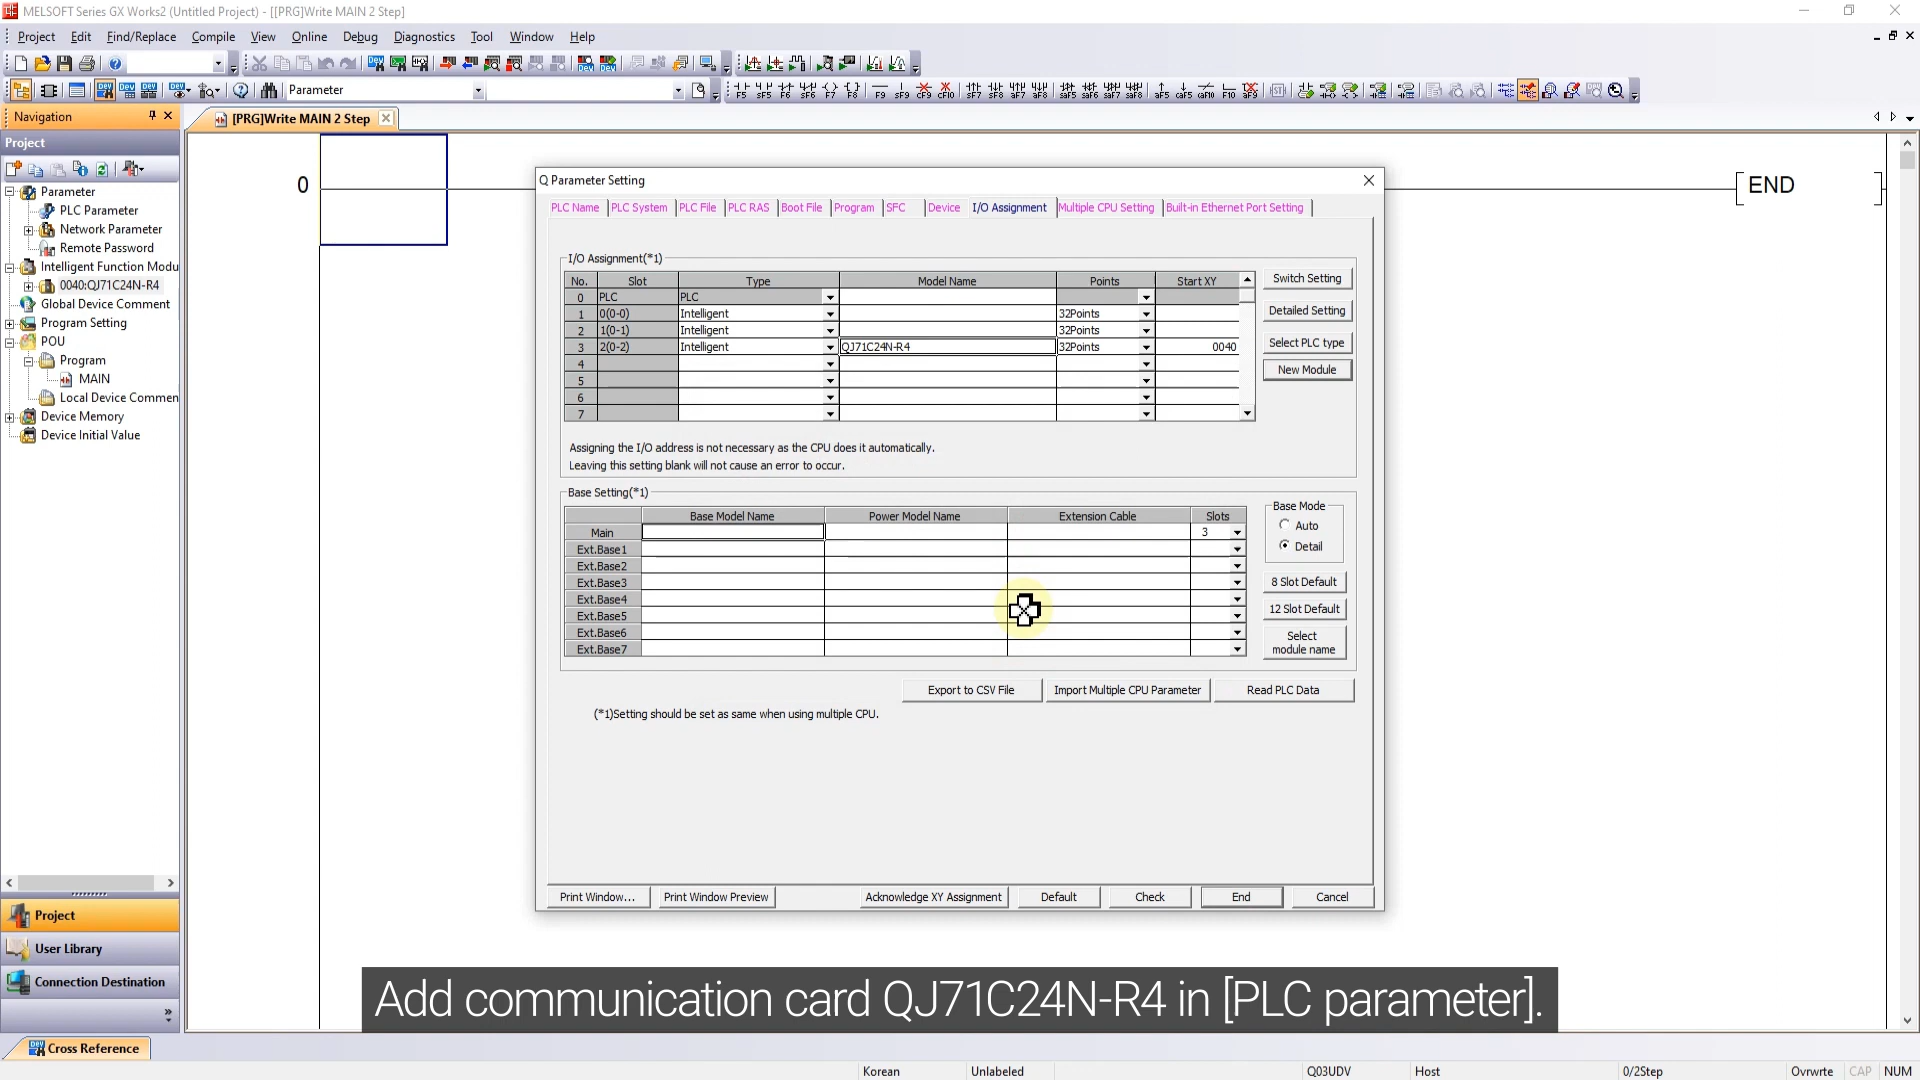 MELSOFT Series GX Works2 (Untitled Project) - [[PRG]Write MAIN 2 Step]
Project Edit Find/Replace Compile View Online Debug Diagnostics Tool Window Help
Parameter
Navigation
[PRG]Write MAIN 2 Step
Project
Parameter
PLC Parameter
Network Parameter
Remote Password
Intelligent Function Modu
0040:QJ71C24N-R4
Global Device Comment
Program Setting
POU
Program
MAIN
Local Device Commen
Device Memory
Device Initial Value
Project
User Library
Connection Destination
Cross Reference
0
END
Q Parameter Setting
PLC Name PLC System PLC File PLC RAS Boot File Program SFC Device I/O Assignment Multiple CPU Setting Built-in Ethernet Port Setting
I/O Assignment(*1)
No. Slot Type Model Name Points Start XY
0 PLC PLC
1 0(0-0) Intelligent 32Points
2 1(0-1) Intelligent 32Points
3 2(0-2) Intelligent QJ71C24N-R4 32Points 0040
4
5
6
7
Switch Setting
Detailed Setting
Select PLC type
New Module
Assigning the I/O address is not necessary as the CPU does it automatically.
Leaving this setting blank will not cause an error to occur.
Base Setting(*1)
Base Model Name Power Model Name Extension Cable Slots
Main 3
Ext.Base1
Ext.Base2
Ext.Base3
Ext.Base4
Ext.Base5
Ext.Base6
Ext.Base7
Base Mode
Auto
Detail
8 Slot Default
12 Slot Default
Select
module name
Export to CSV File Import Multiple CPU Parameter Read PLC Data
(*1)Setting should be set as same when using multiple CPU.
Print Window... Print Window Preview Acknowledge XY Assignment Default Check End Cancel
Add communication card QJ71C24N-R4 in [PLC parameter].
Korean Unlabeled Q03UDV Host 0/2Step Ovrwrte CAP NUM